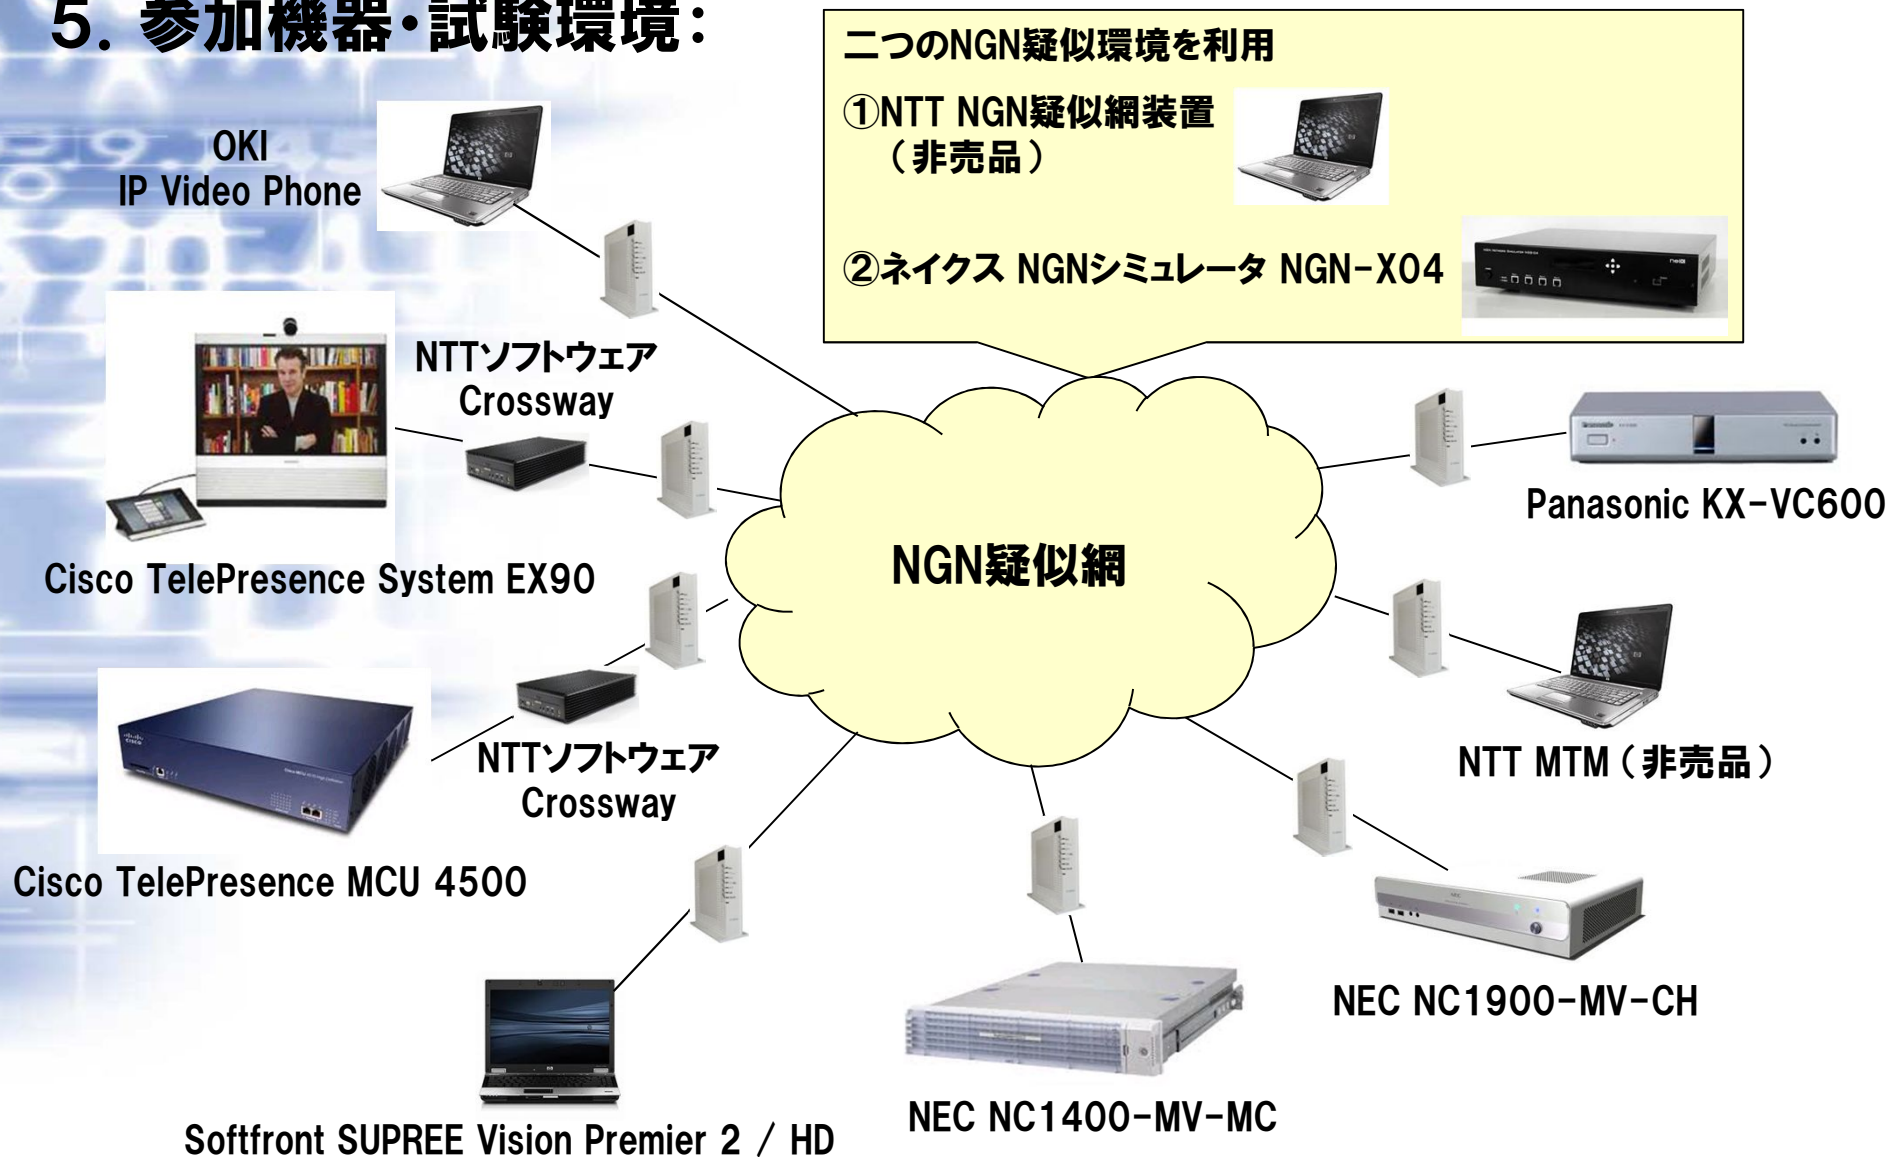 5. 参加機器・試験環境：
二つのNGN疑似環境を利用
①NTT NGN疑似網装置
（非売品）
②ネイクス NGNシミュレータ NGN-X04
OKI
IP Video Phone
NTTソフトウェア
Crossway
Cisco TelePresence System EX90
NTTソフトウェア
Crossway
Cisco TelePresence MCU 4500
Softfront SUPREE Vision Premier 2 / HD
NGN疑似網
Panasonic KX-VC600
NTT MTM（非売品）
NEC NC1900-MV-CH
NEC NC1400-MV-MC